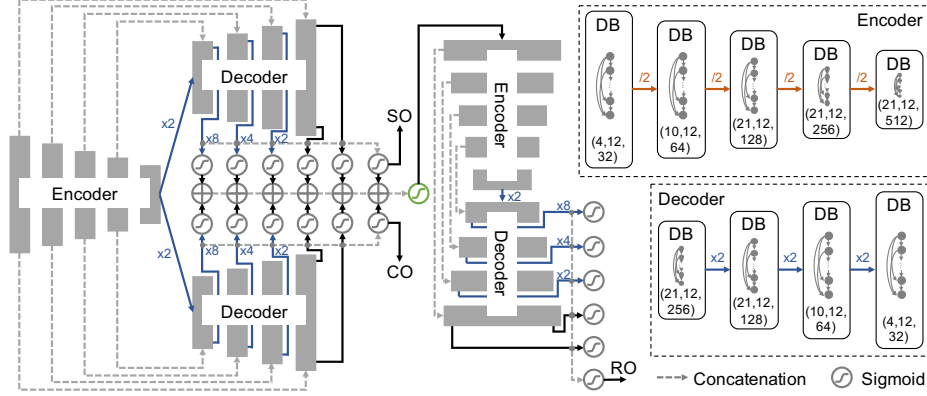 Decoder
x2
x8
x4
x2
SO
Encoder
x2
x8
x4
x2
CO
Decoder
Encoder
x2
x8
x4
x2
Decoder
RO
Encoder
DB
(4,12,
32)
/2
DB
(10,12,
64)
/2
DB
(21,12,
128)
/2
DB
(21,12,
256)
/2
DB
(21,12,
512)
Decoder
DB
(21,12,
256)
x2
DB
(21,12,
128)
x2
DB
(10,12,
64)
x2
DB
(4,12,
32)
Concatenation
Sigmoid